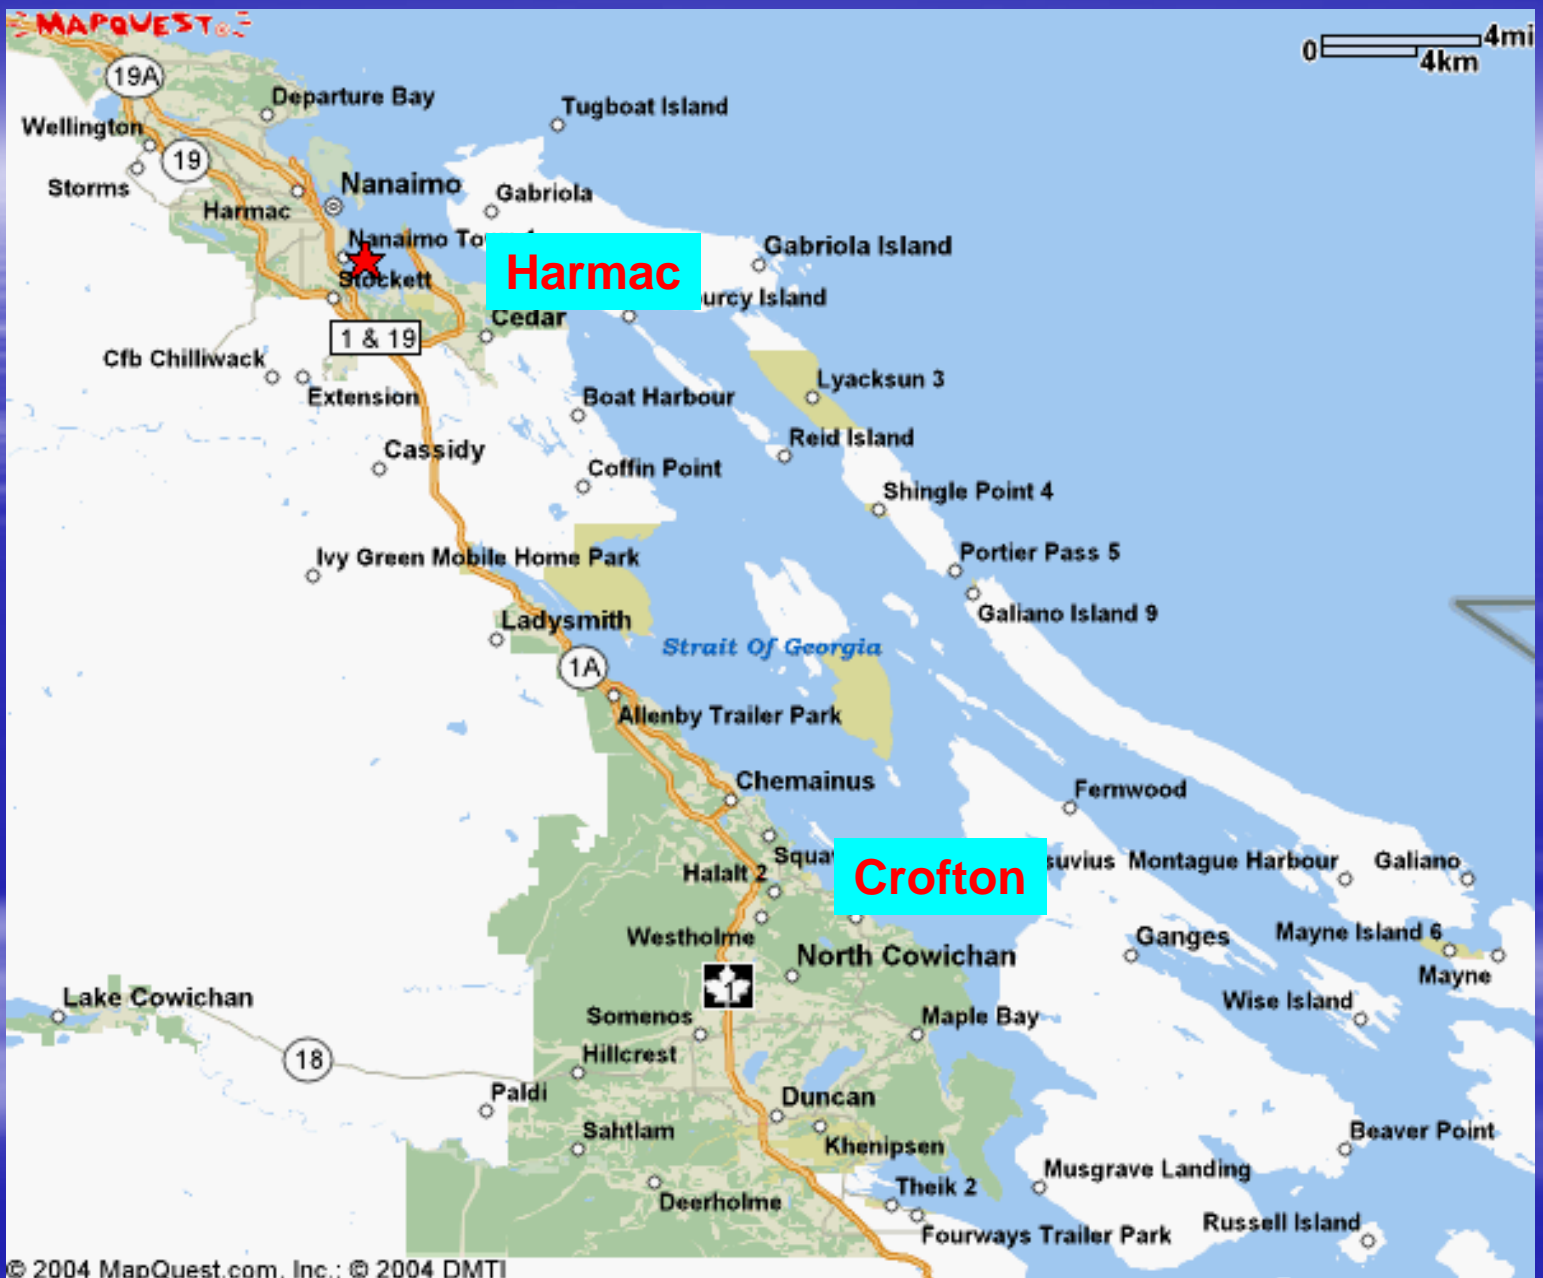 MAPQUEST
0 4mi
4km
19A
Departure Bay
Tugboat Island
Wellington
19
Storms
Nanaimo
Gabriola
Harmac
Nanaimo
Gabriola Island
Harmac
Stockett
Island
Cedar
1 & 19
Cfb Chilliwack
Lyacksun 3
Extension
Boat Harbour
Reid Island
Cassidy
Coffin Point
Shingle Point 4
Portier Pass 5
Ivy Green Mobile Home Park
Galiano Island 9
Ladysmith
Strait Of Georgia
1A
Allenby Trailer Park
Chemainus
Fernwood
Montague Harbour
Galiano
Halalt 2
Crofton
Westholme
Ganges
Mayne Island 6
North Cowichan
Mayne
1
Lake Cowichan
Wise Island
Somenos
Maple Bay
18
Hillcrest
Paldi
Duncan
Sahtlam
Khenipsen
Beaver Point
Musgrave Landing
Theik 2
Deerholme
Fourways Trailer Park
Russell Island
© 2004 MapQuest.com, Inc.; © 2004 DMTI